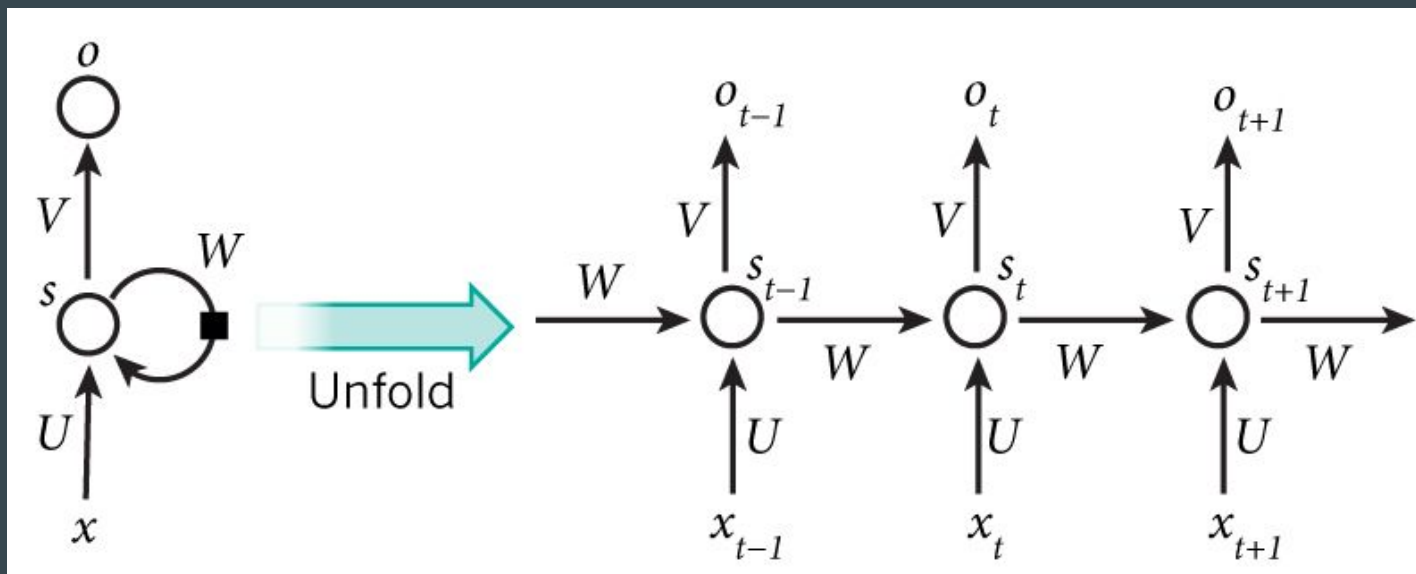 o
V
W
s
U
x
Unfold
o_{t−1} o_t o_{t+1}
V V V
W s_{t−1} s_t s_{t+1}
W W W
U U U
x_{t−1} x_t x_{t+1}